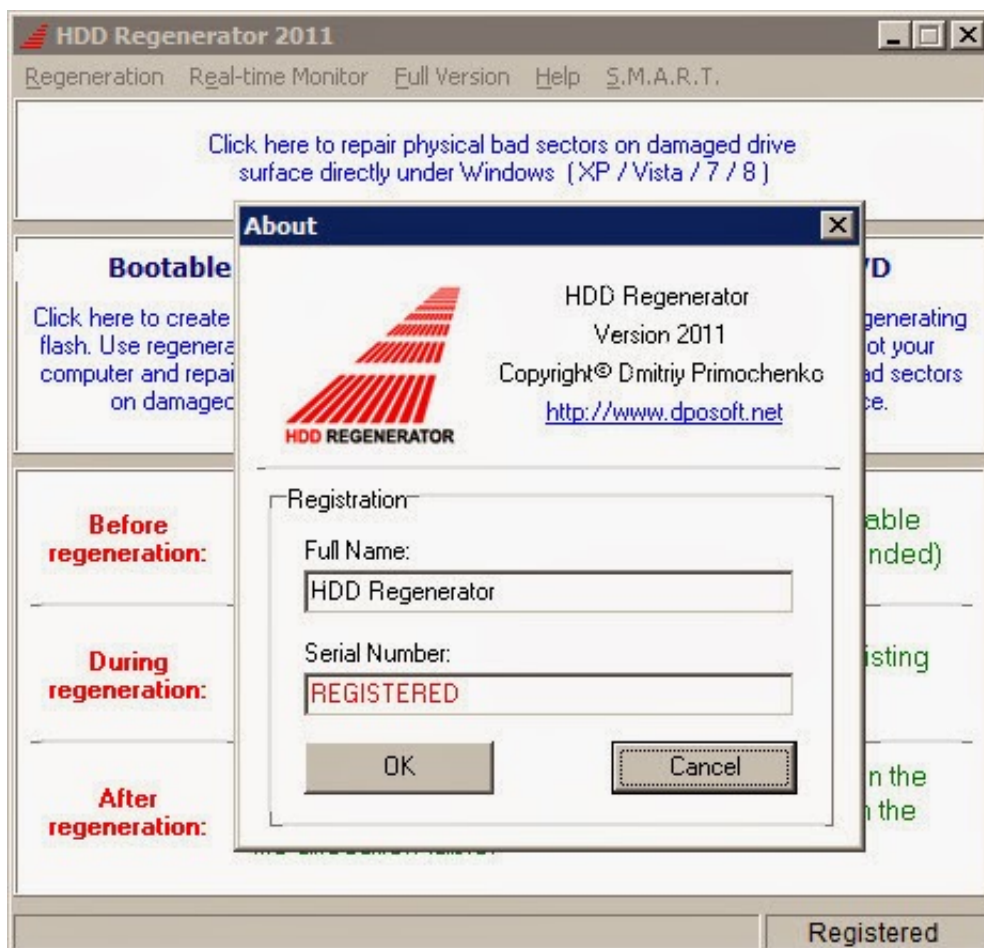 HDD Regenerator 2011
Regeneration Real-time Monitor Full Version Help S.M.A.R.T.
Click here to repair physical bad sectors on damaged drive
surface directly under Windows ( XP / Vista / 7 / 8 )
About
Bootable
Click here to create
flash. Use regenera
computer and repai
on damaged
HDD REGENERATOR
HDD Regenerator
Version 2011
Copyright© Dmitriy Primochenko
http://www.dposoft.net
/D
generating
ot your
ad sectors
ce.
Registration
Full Name:
HDD Regenerator
Serial Number:
REGISTERED
OK
Cancel
Before
regeneration:
able
nded)
During
regeneration:
isting
After
regeneration:
n the
n the
Registered